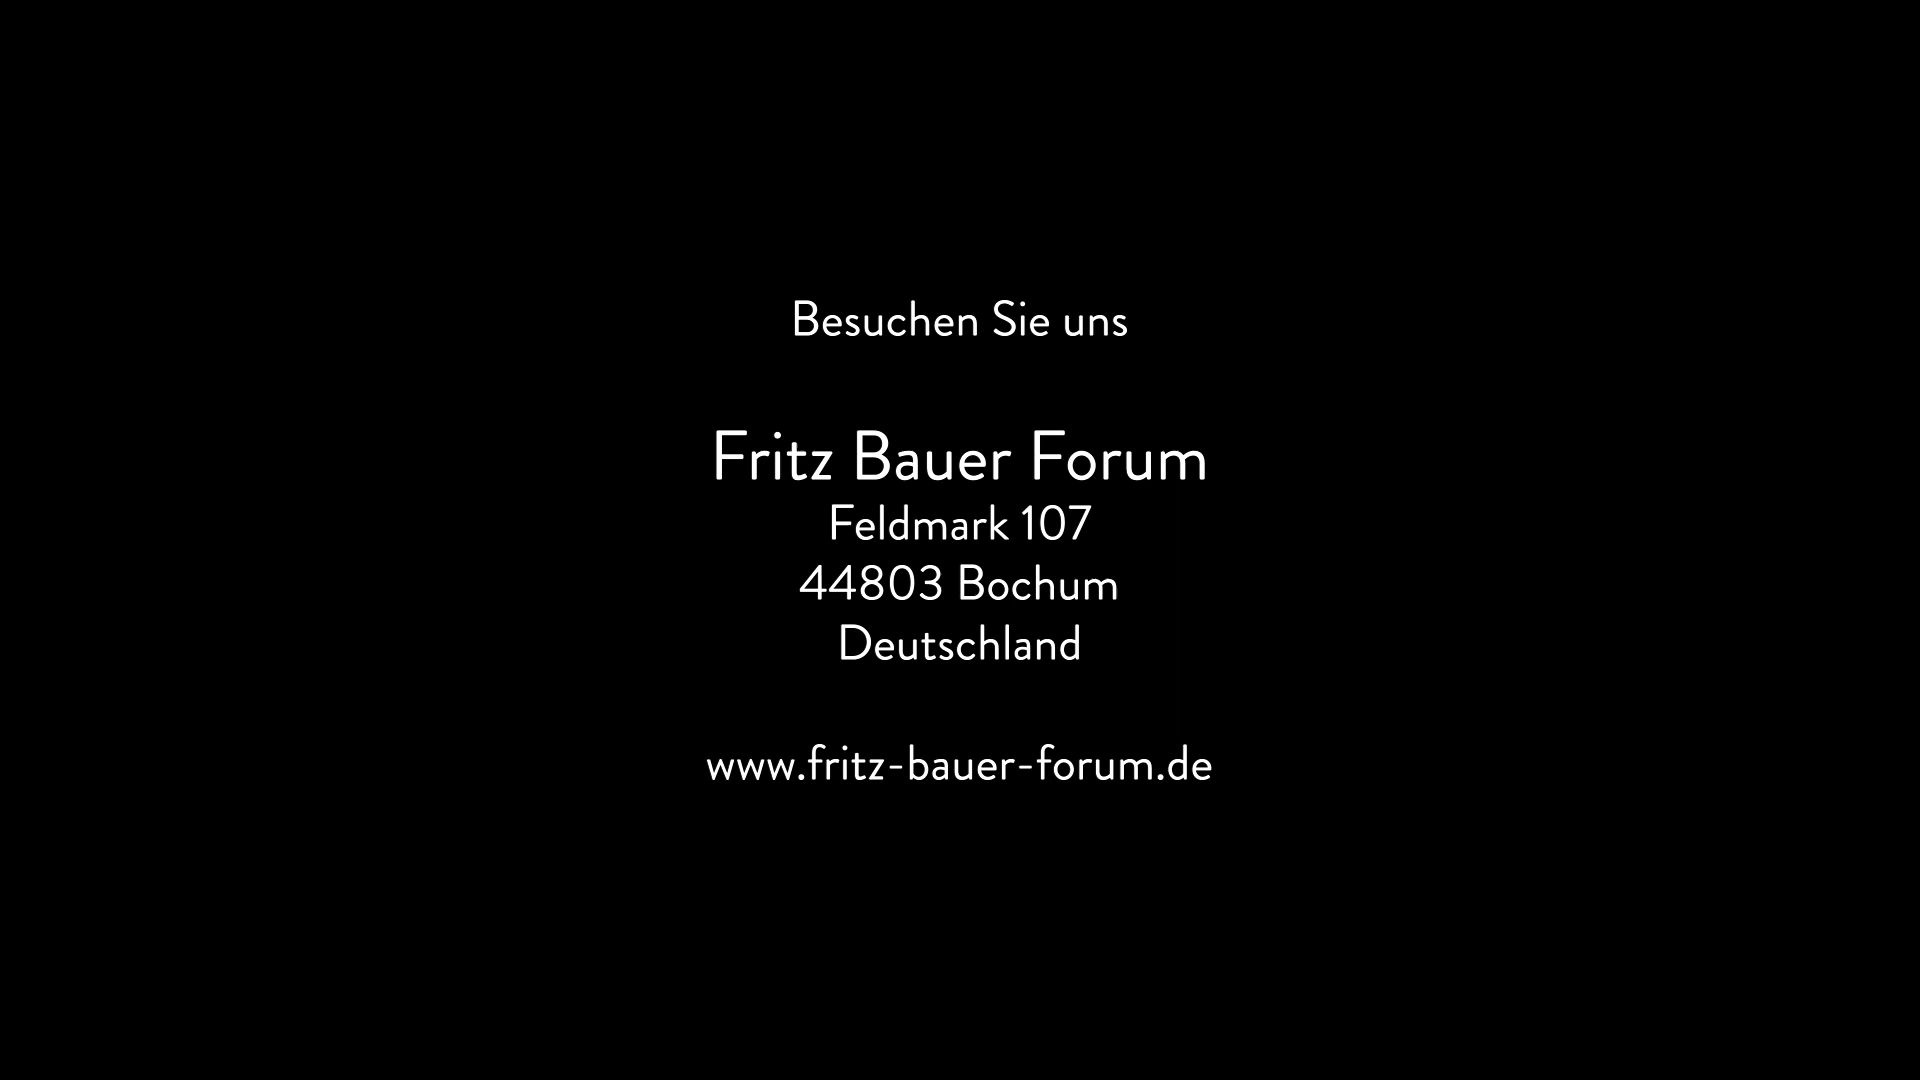 Besuchen Sie uns
Fritz Bauer Forum
Feldmark 107
44803 Bochum
Deutschland
www.fritz-bauer-forum.de